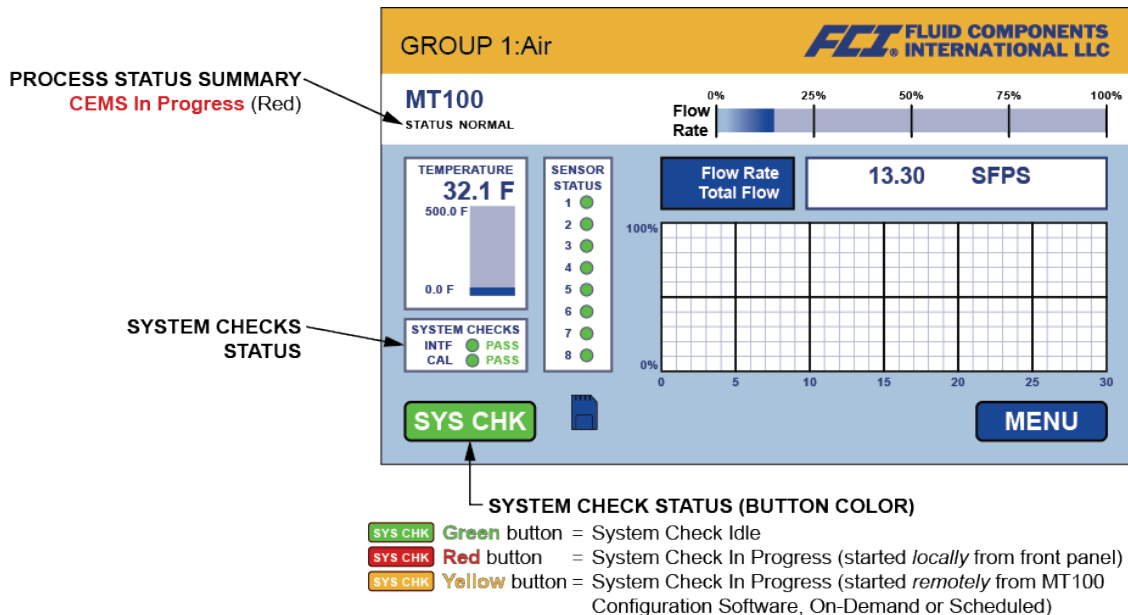 GROUP 1:Air
FCI® FLUID COMPONENTS
INTERNATIONAL LLC
PROCESS STATUS SUMMARY
CEMS In Progress (Red)
MT100
STATUS NORMAL
Flow
Rate
0% 25% 50% 75% 100%
TEMPERATURE
32.1 F
500.0 F
0.0 F
SENSOR
STATUS
1
2
3
4
5
6
7
8
Flow Rate
Total Flow
13.30 SFPS
100%
0%
0 5 10 15 20 25 30
SYSTEM CHECKS
STATUS
SYSTEM CHECKS
INTF PASS
CAL PASS
SYS CHK
MENU
SYSTEM CHECK STATUS (BUTTON COLOR)
SYS CHK Green button = System Check Idle
SYS CHK Red button = System Check In Progress (started locally from front panel)
SYS CHK Yellow button = System Check In Progress (started remotely from MT100
Configuration Software, On-Demand or Scheduled)